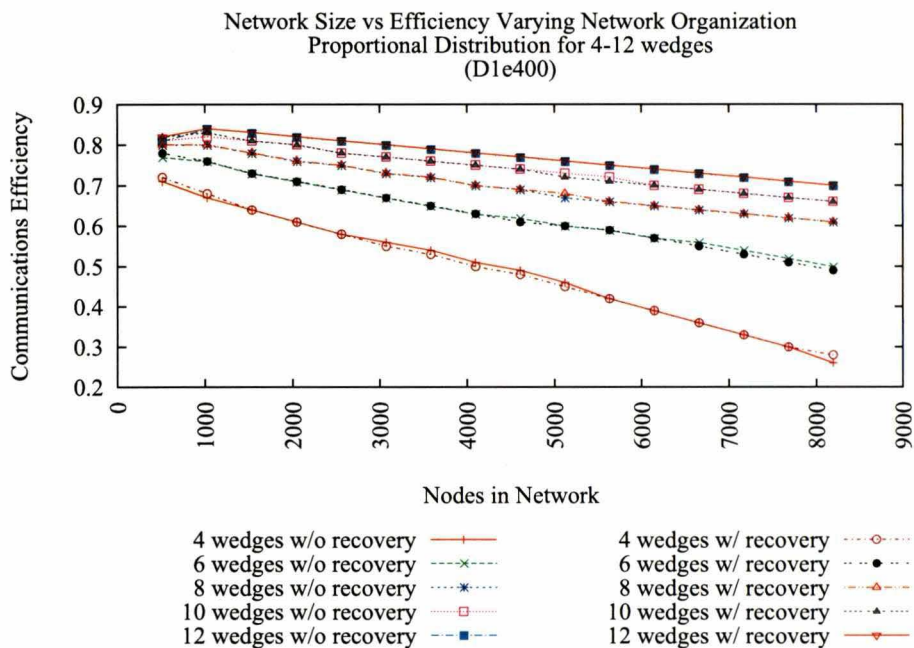 Network Size vs Efficiency Varying Network Organization
Proportional Distribution for 4-12 wedges
(D1e400)
0.9
0.8
0.7
0.6
0.5
0.4
0.3
0.2
Communications Efficiency
0
1000
2000
3000
4000
5000
6000
7000
8000
9000
Nodes in Network
4 wedges w/o recovery
6 wedges w/o recovery
8 wedges w/o recovery
10 wedges w/o recovery
12 wedges w/o recovery
4 wedges w/ recovery
6 wedges w/ recovery
8 wedges w/ recovery
10 wedges w/ recovery
12 wedges w/ recovery